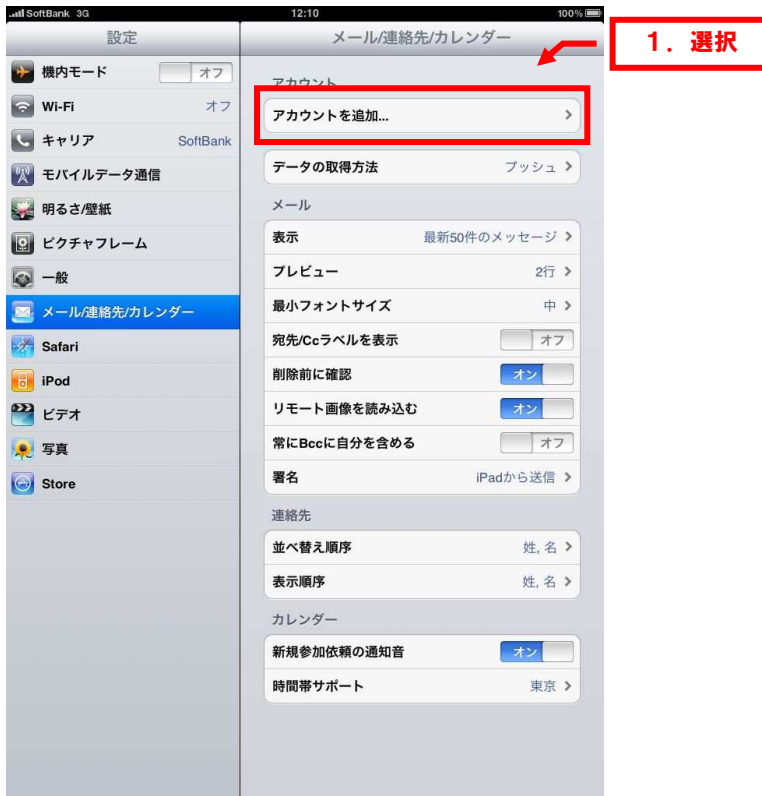 SoftBank 3G 12:10 100%
設定
機内モード オフ
Wi-Fi オフ
キャリア SoftBank
モバイルデータ通信
明るさ/壁紙
ピクチャフレーム
一般
メール/連絡先/カレンダー
Safari
iPod
ビデオ
写真
Store
メール/連絡先/カレンダー
1. 選択
アカウント
アカウントを追加...
データの取得方法 プッシュ
メール
表示 最新50件のメッセージ
プレビュー 2行
最小フォントサイズ 中
宛先/Ccラベルを表示 オフ
削除前に確認 オン
リモート画像を読み込む オン
常にBccに自分を含める オフ
署名 iPadから送信
連絡先
並べ替え順序 姓, 名
表示順序 姓, 名
カレンダー
新規参加依頼の通知音 オン
時間帯サポート 東京